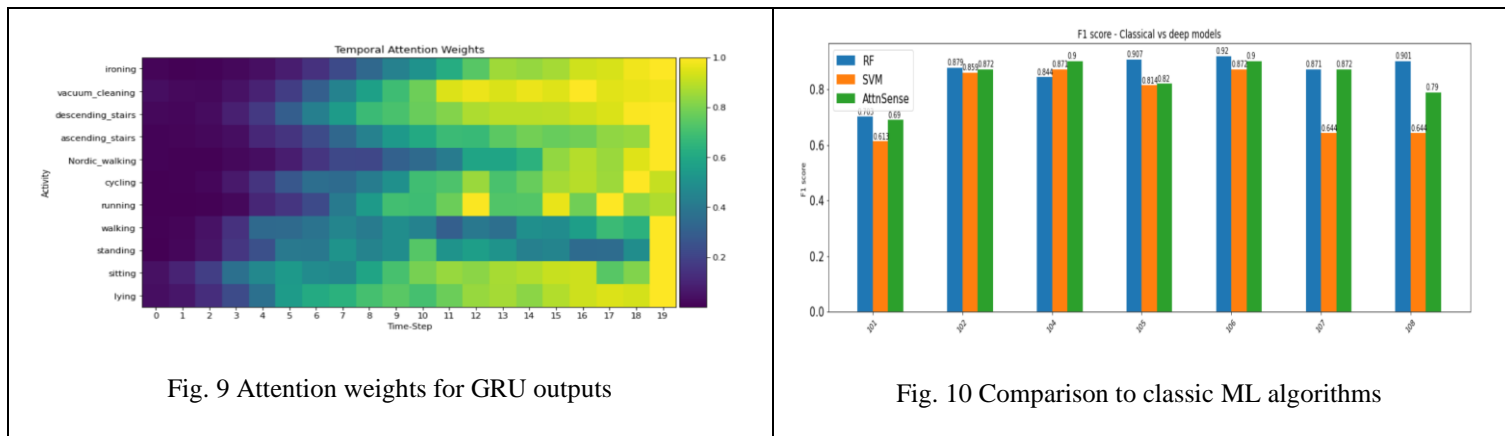 Temporal Attention Weights
Activity
ironing
vacuum_cleaning
descending_stairs
ascending_stairs
Nordic_walking
cycling
running
walking
standing
sitting
lying
0 1 2 3 4 5 6 7 8 9 10 11 12 13 14 15 16 17 18 19
Time-Step
1.0
0.8
0.6
0.4
0.2
Fig. 9 Attention weights for GRU outputs
F1 score - Classical vs deep models
RF
SVM
AttnSense
F1 score
0.8
0.6
0.4
0.2
0.0
0.613 0.69
0.879 0.859 0.872
0.844 0.872 0.9
0.907 0.814 0.82
0.92 0.872 0.9
0.871 0.644 0.872
0.901 0.644 0.79
101 102 104 105 106 107 108
Fig. 10 Comparison to classic ML algorithms